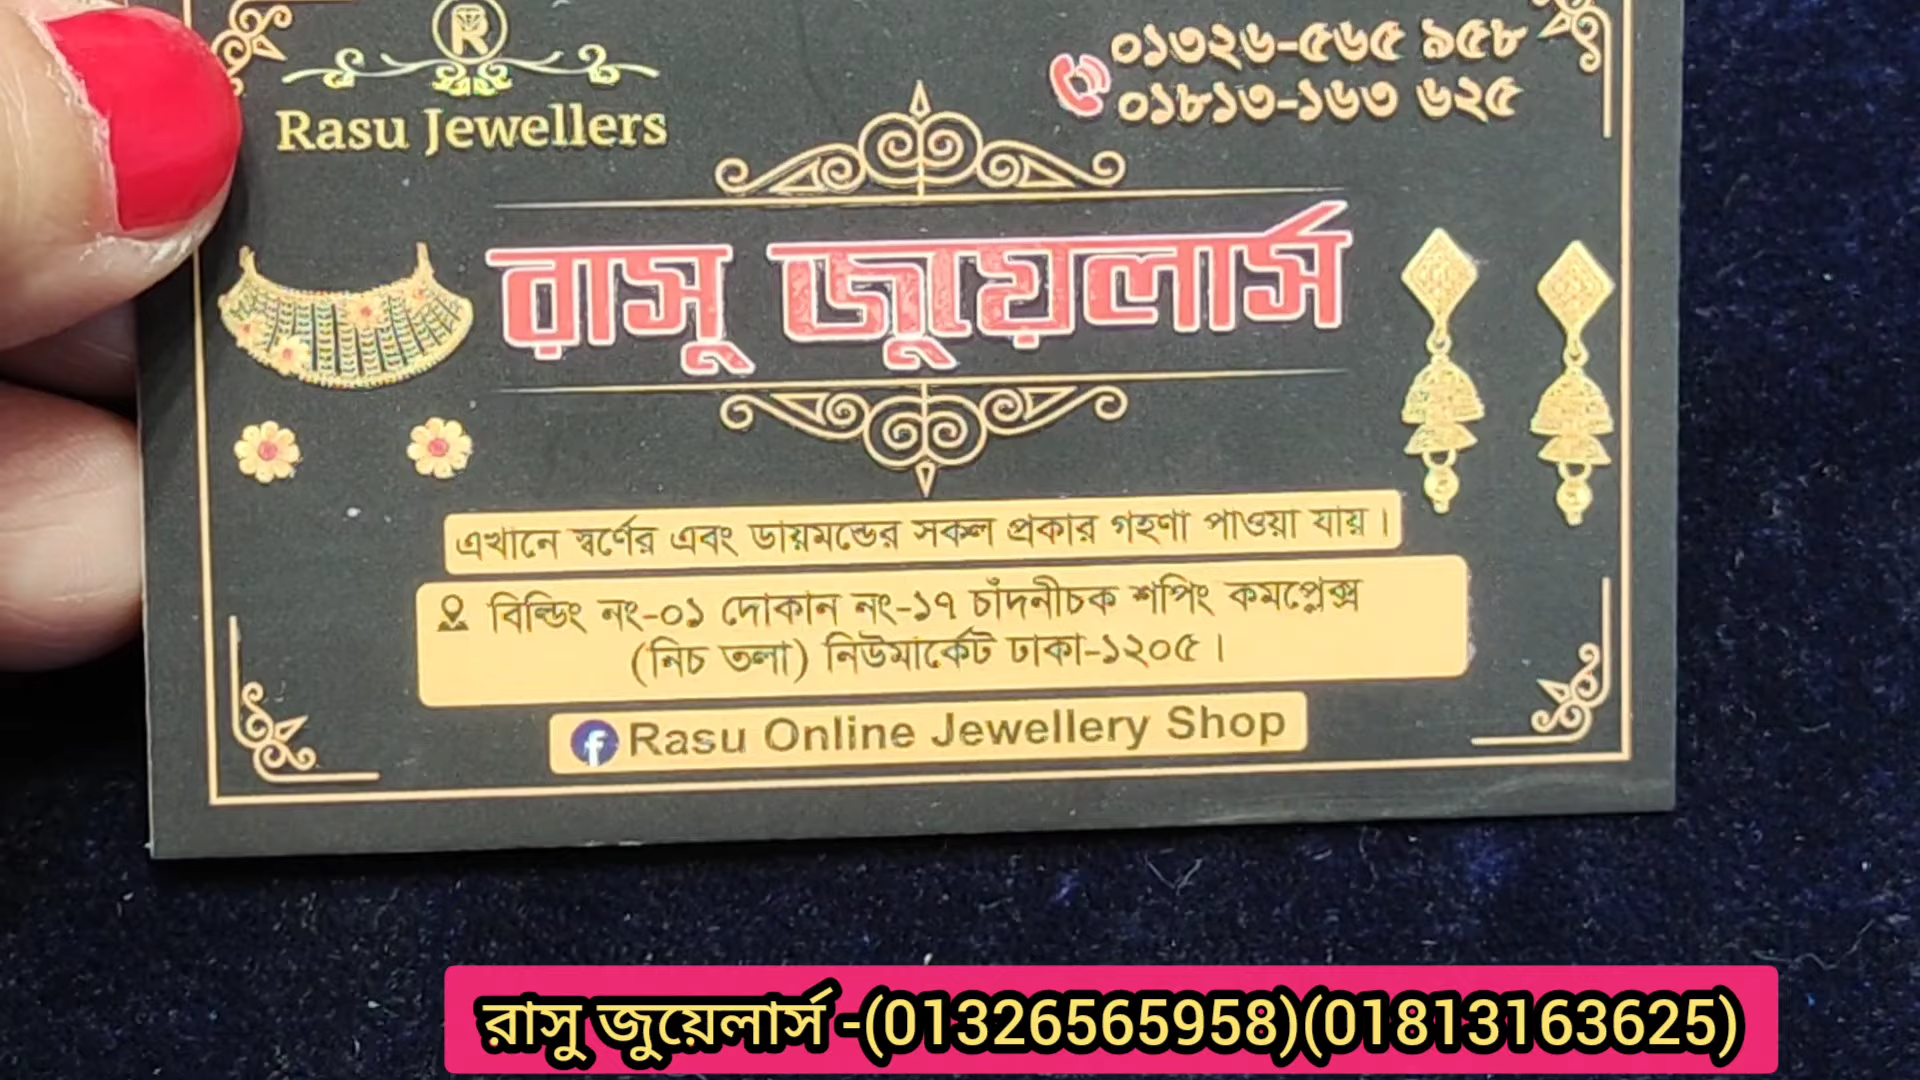 R
Rasu Jewellers
০১৩২৬-৫৬৫ ৯৫৮
০১৮১৩-১৬৩ ৬২৫
রাসু জুয়েলার্স
এখানে স্বর্ণের এবং ডায়মন্ডের সকল প্রকার গহণা পাওয়া যায়।
বিল্ডিং নং-০১ দোকান নং-১৭ চাঁদনীচক শপিং কমপ্লেক্স
(নিচ তলা) নিউমার্কেট ঢাকা-১২০৫।
f Rasu Online Jewellery Shop
রাসু জুয়েলার্স -(01326565958)(01813163625)